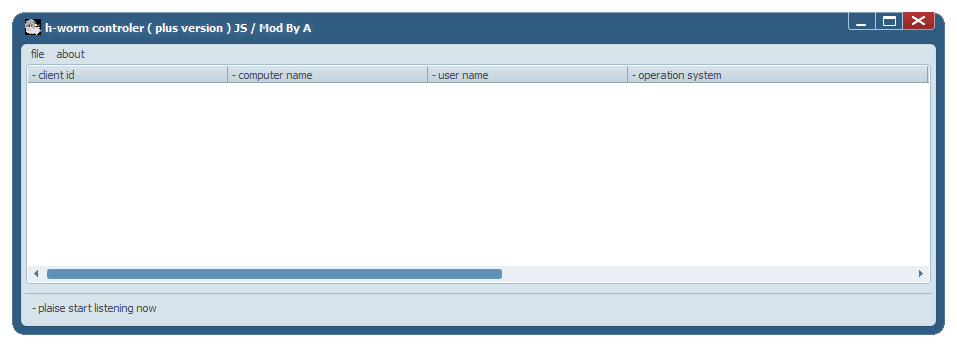 h-worm controler ( plus version ) JS / Mod By A
file about
- client id - computer name - user name - operation system
- plaise start listening now